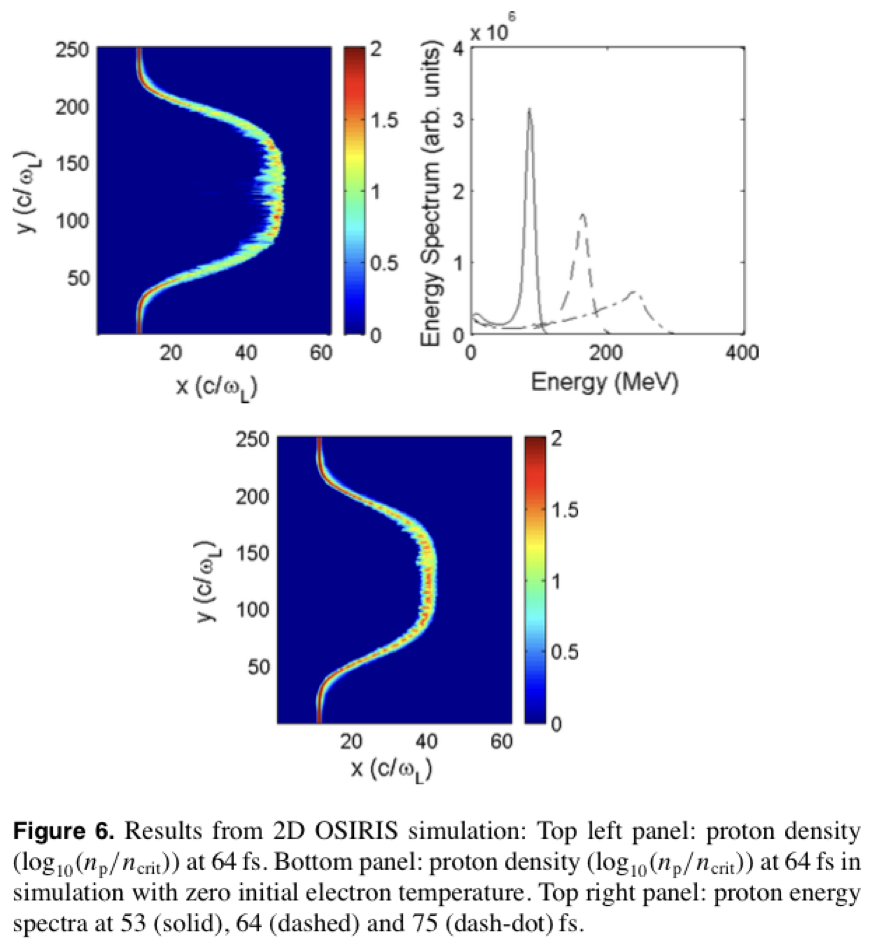 250
200
150
100
50
y (c/ω_L)
20 40 60
x (c/ω_L)
2
1.5
1
0.5
0
x 10^6
4
3
2
1
0
Energy Spectrum (arb. units)
0 200 400
Energy (MeV)
250
200
150
100
50
y (c/ω_L)
20 40 60
x (c/ω_L)
2
1.5
1
0.5
0
Figure 6. Results from 2D OSIRIS simulation: Top left panel: proton density
(log₁₀(n_p/n_crit)) at 64 fs. Bottom panel: proton density (log₁₀(n_p/n_crit)) at 64 fs in
simulation with zero initial electron temperature. Top right panel: proton energy
spectra at 53 (solid), 64 (dashed) and 75 (dash-dot) fs.